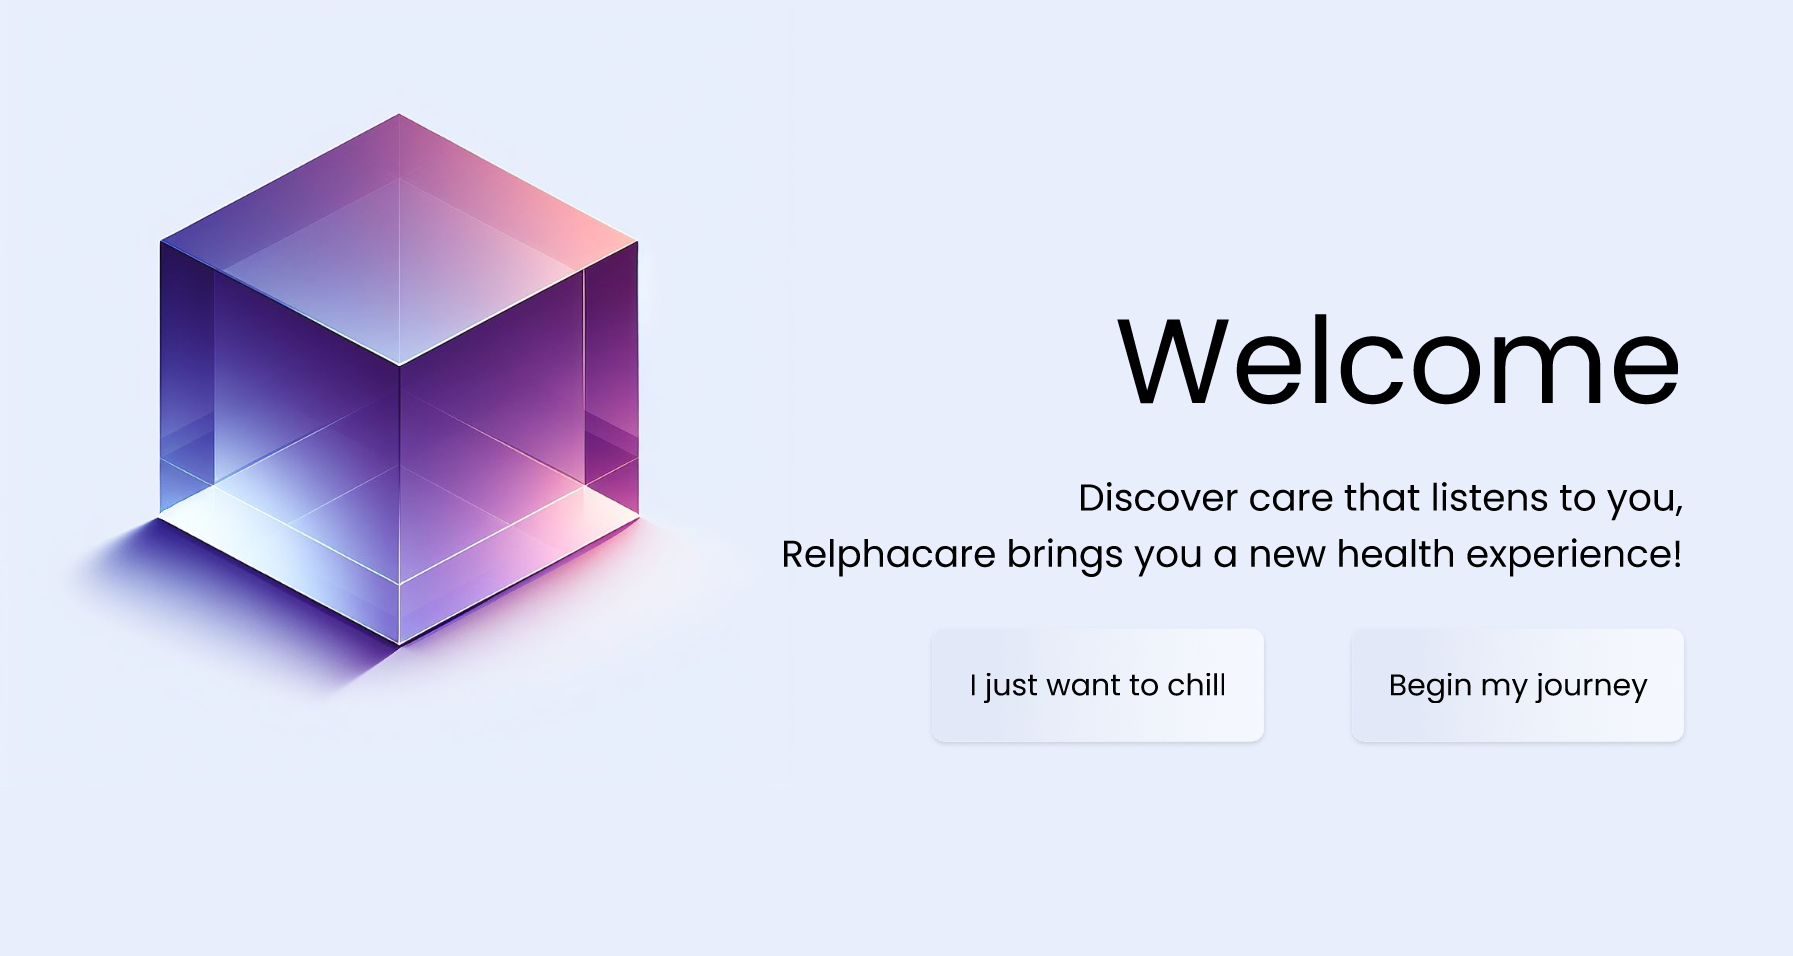 Welcome
Discover care that listens to you,
Relphacare brings you a new health experience!
I just want to chill
Begin my journey